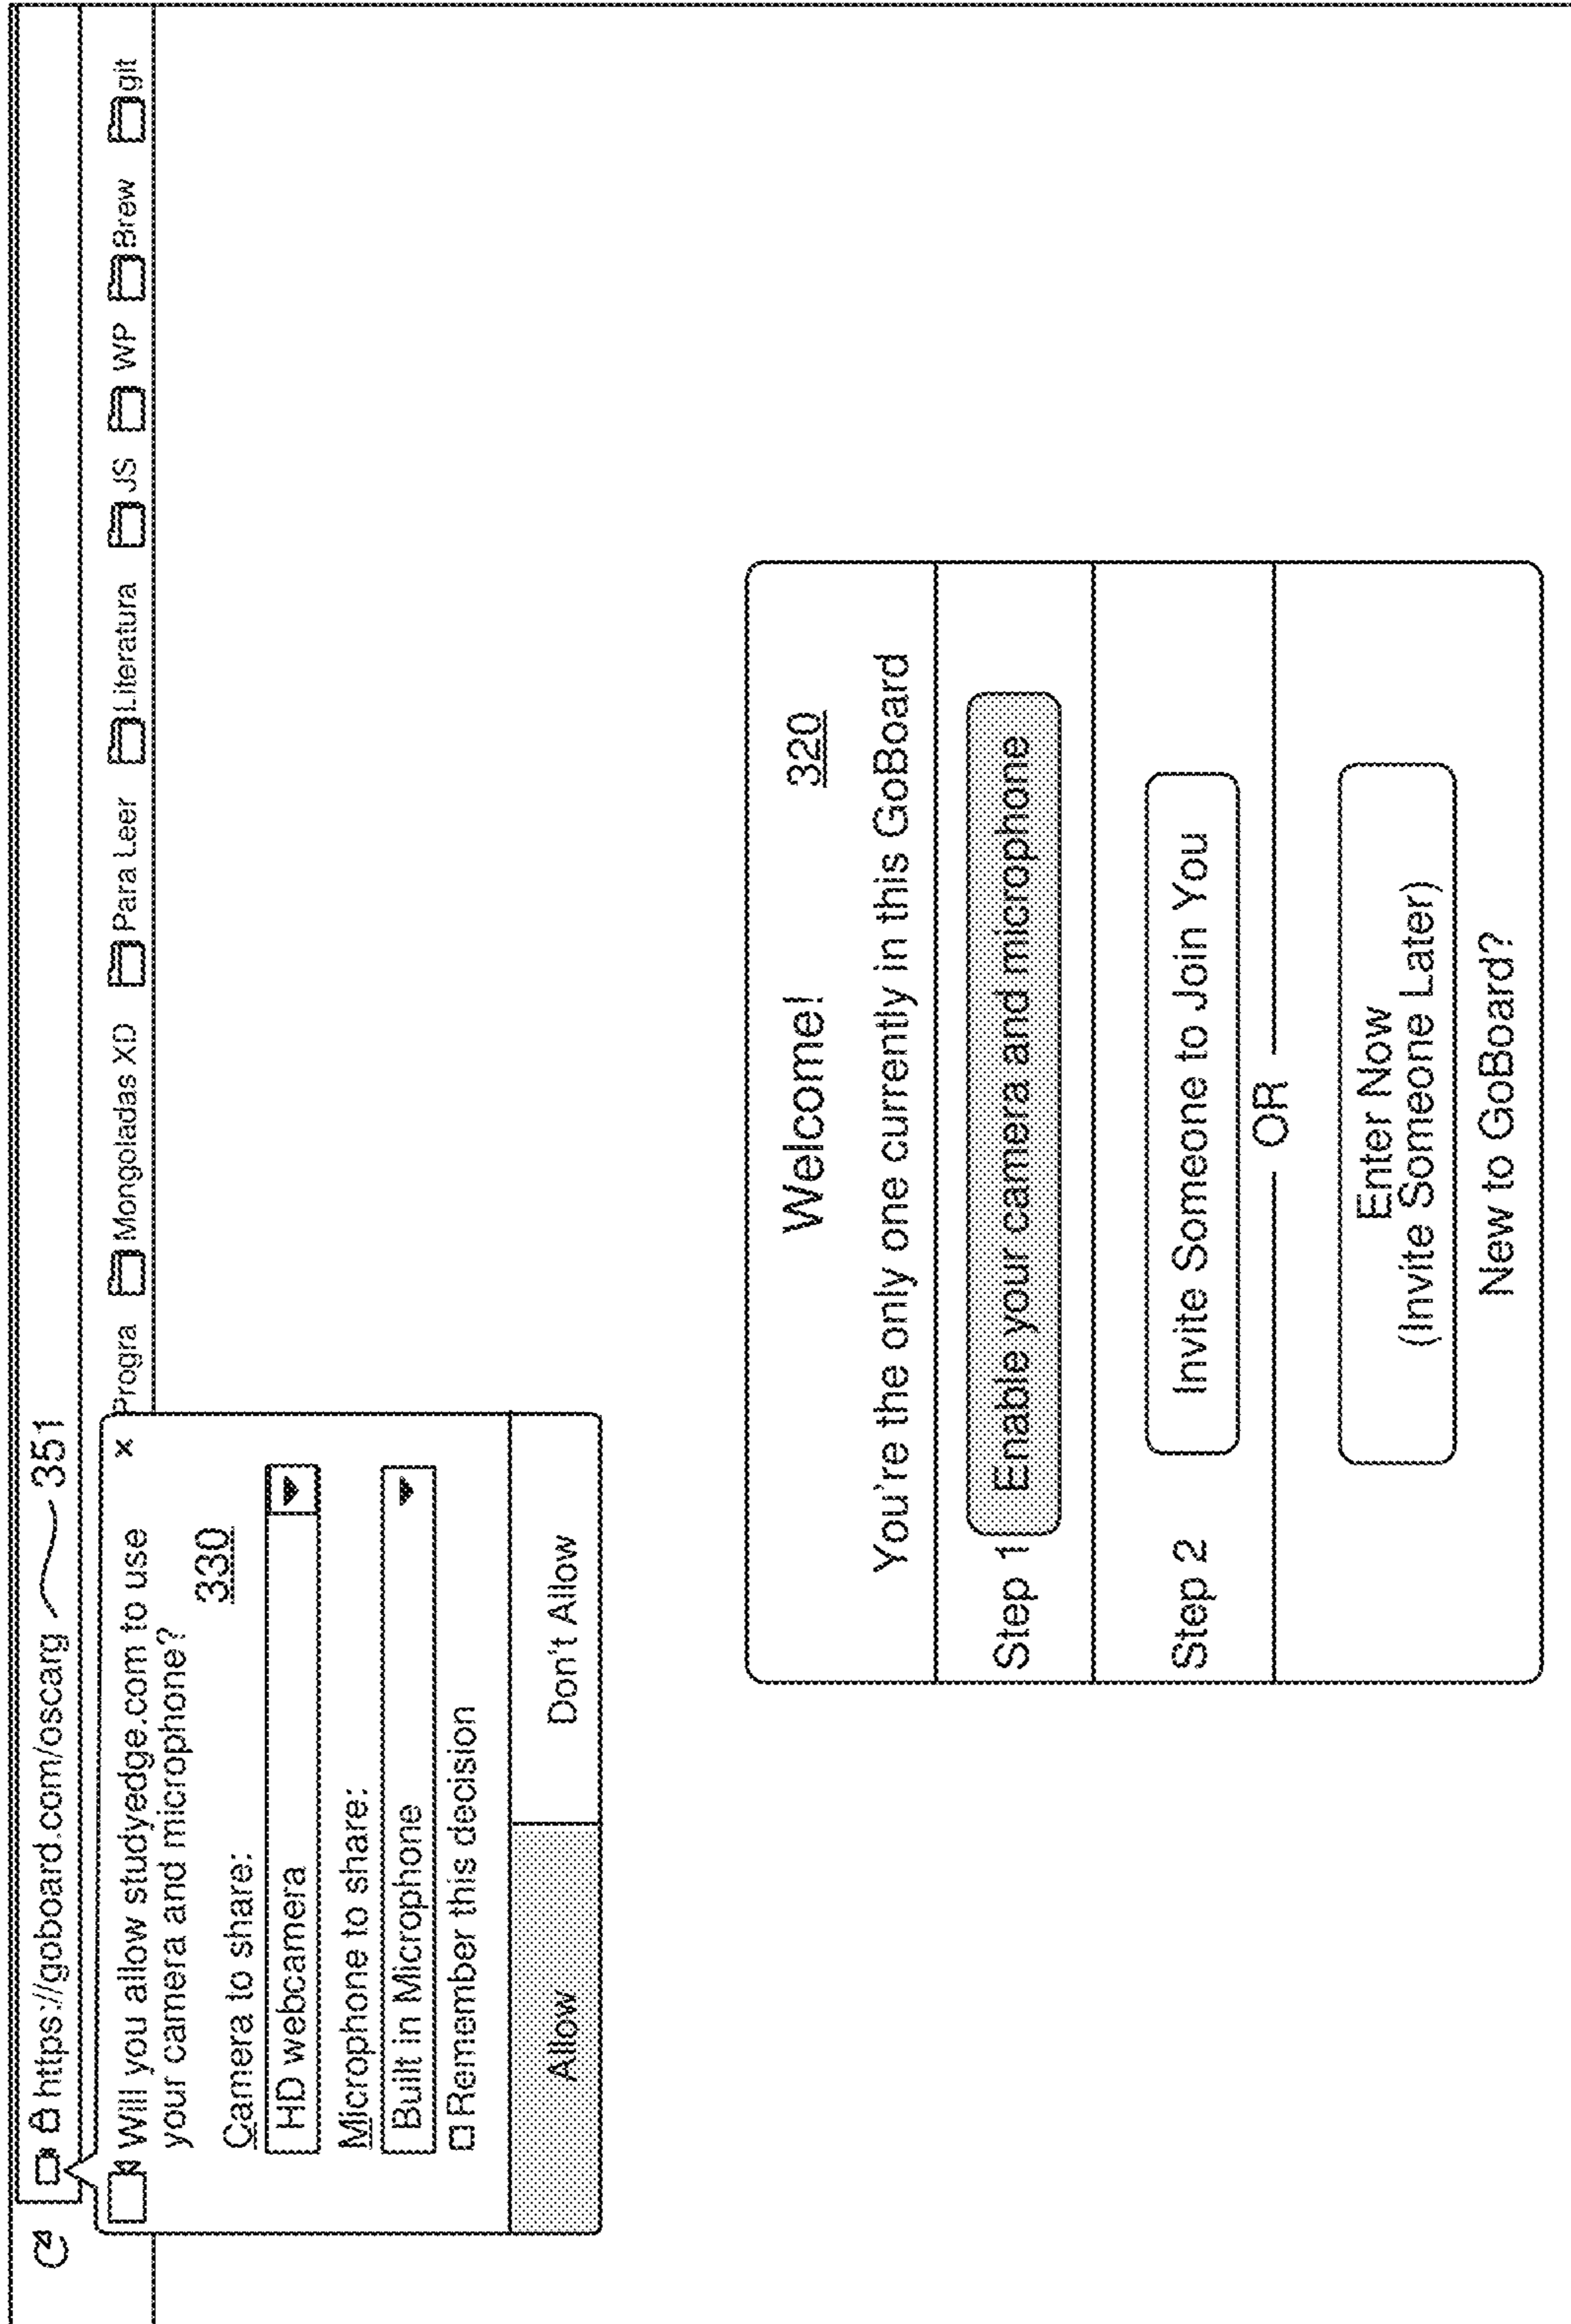 https://goboard.com/oscarg 351
Progra Mongoladas XD Para Leer Literatura JS WP Brew git
Will you allow studyedge.com to use
your camera and microphone?
x
330
Camera to share:
HD webcamera
Microphone to share:
Built in Microphone
Remember this decision
Allow Don't Allow
Welcome! 320
You're the only one currently in this GoBoard
Step 1 Enable your camera and microphone
Step 2 Invite Someone to Join You
OR
Enter Now
(Invite Someone Later)
New to GoBoard?